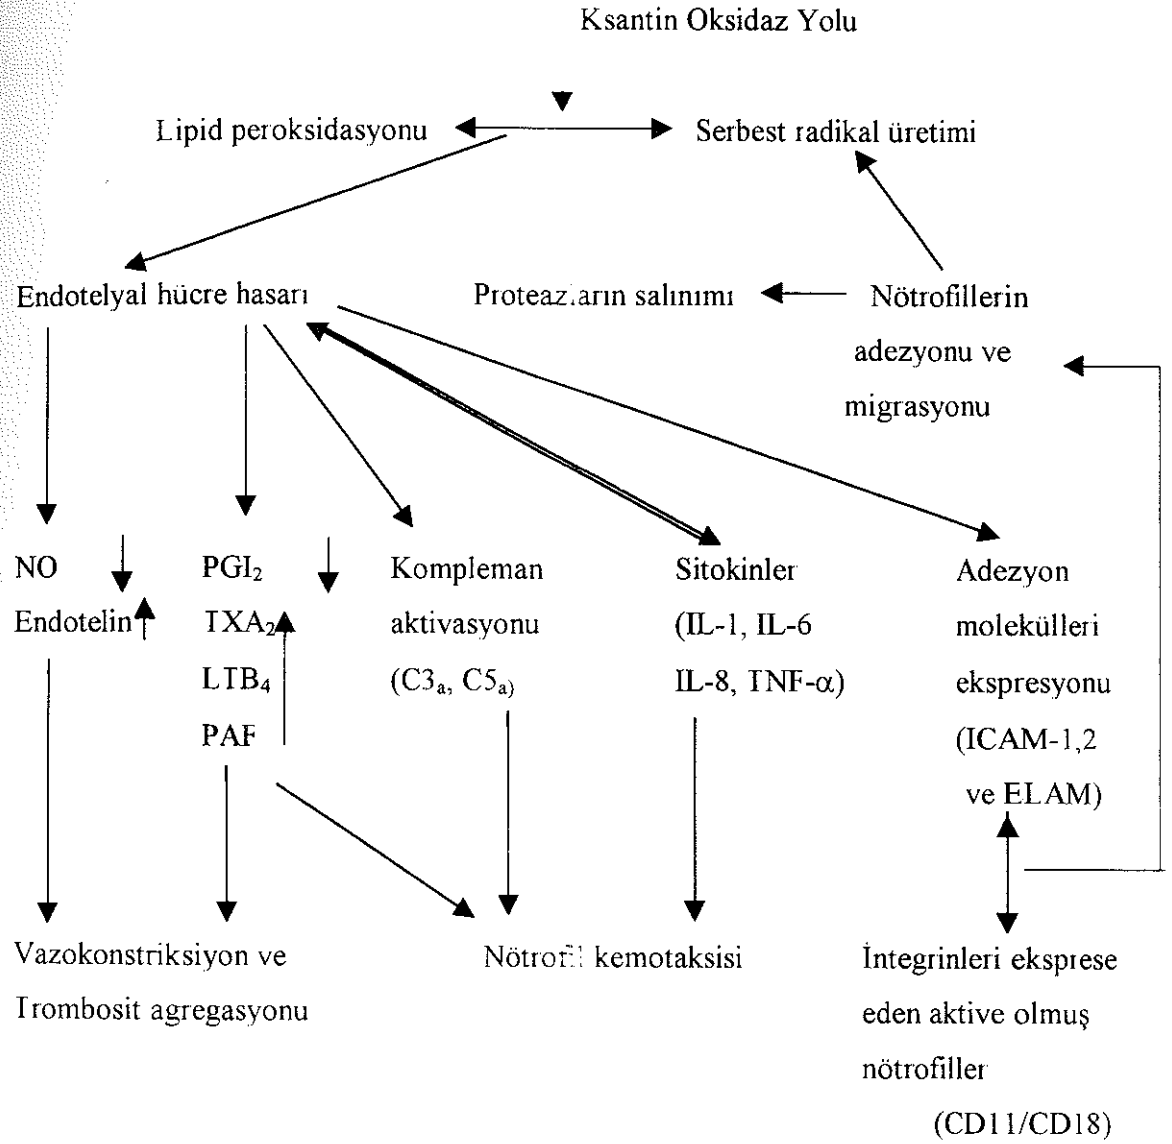 Ksantin Oksidaz Yolu
Lipid peroksidasyonu
Serbest radikal üretimi
Endotelyal hücre hasarı
Proteazların salınımı
Nötrofillerin
adezyonu ve
migrasyonu
NO
Endotelin
PGI₂
TXA₂
LTB₄
PAF
Kompleman
aktivasyonu
(C3ₐ, C5ₐ)
Sitokinler
(IL-1, IL-6
IL-8, TNF-α)
Adezyon
molekülleri
ekspresyonu
(ICAM-1,2
ve ELAM)
Vazokonstriksiyon ve
Trombosit agregasyonu
Nötrofil kemotaksisi
İntegrinleri eksprese
eden aktive olmuş
nötrofiller
(CD11/CD18)